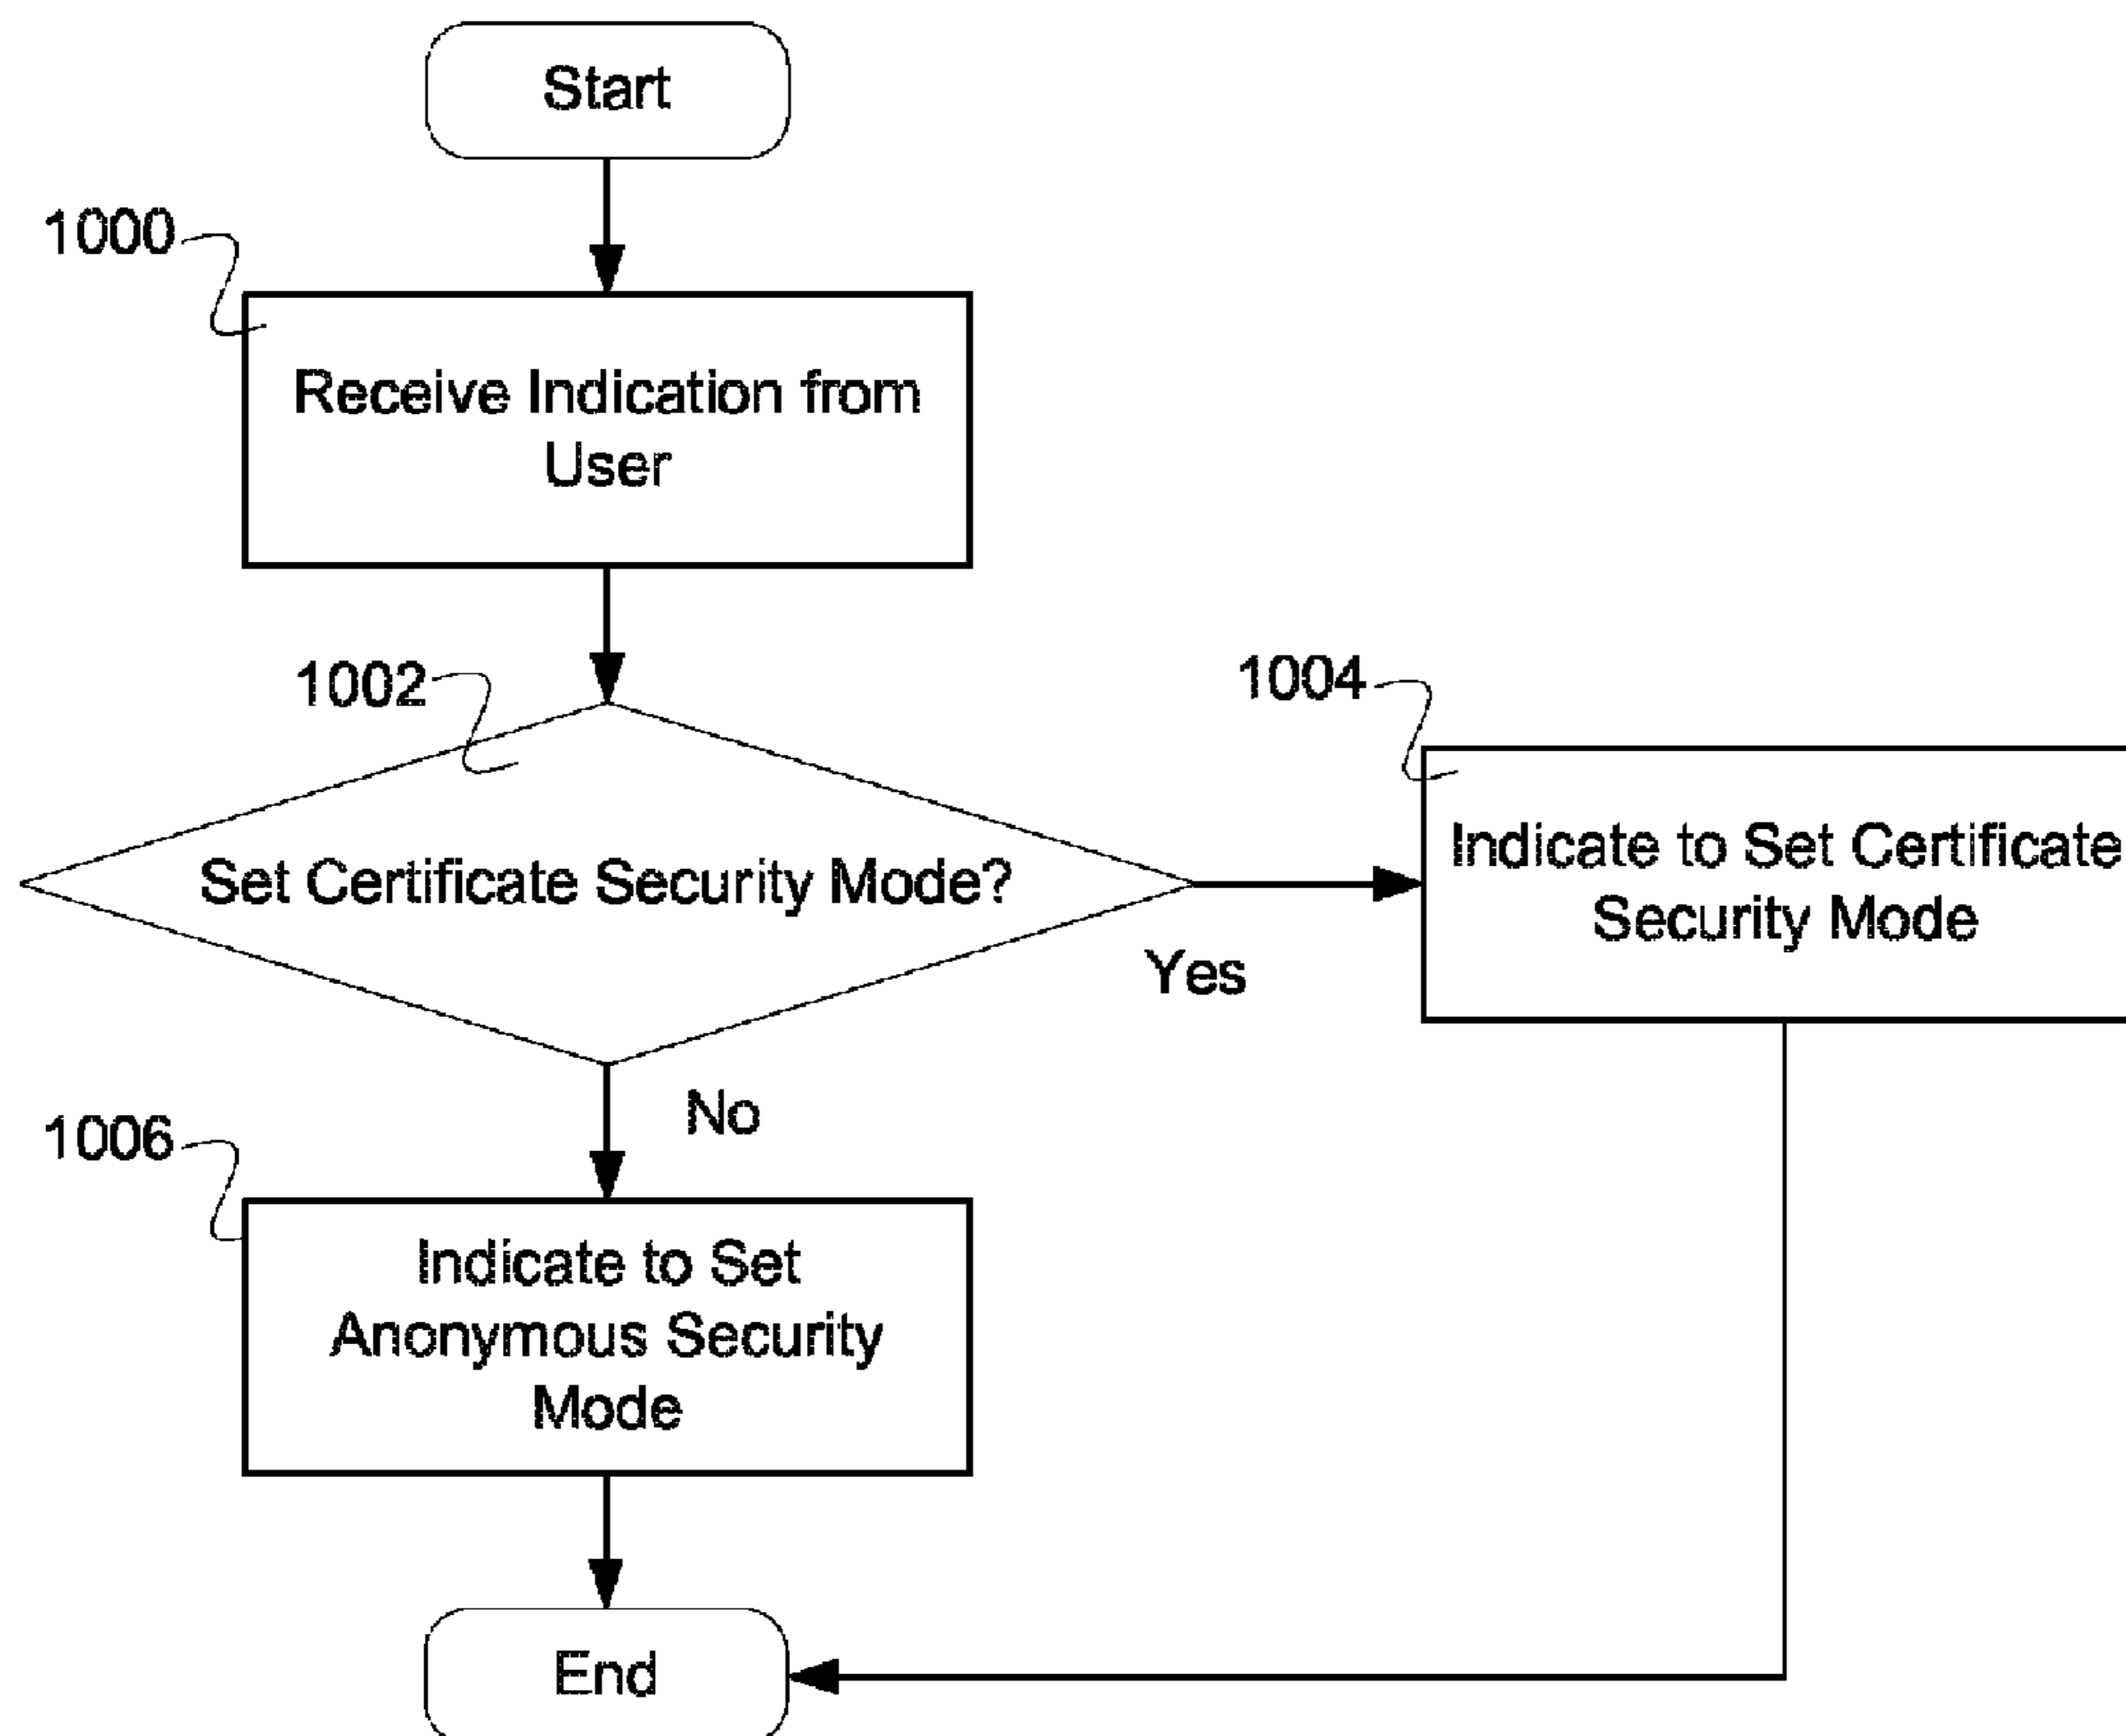 Start
1000
Receive Indication from
User
1002
Set Certificate Security Mode?
Yes
1004
Indicate to Set Certificate
Security Mode
No
1006
Indicate to Set
Anonymous Security
Mode
End